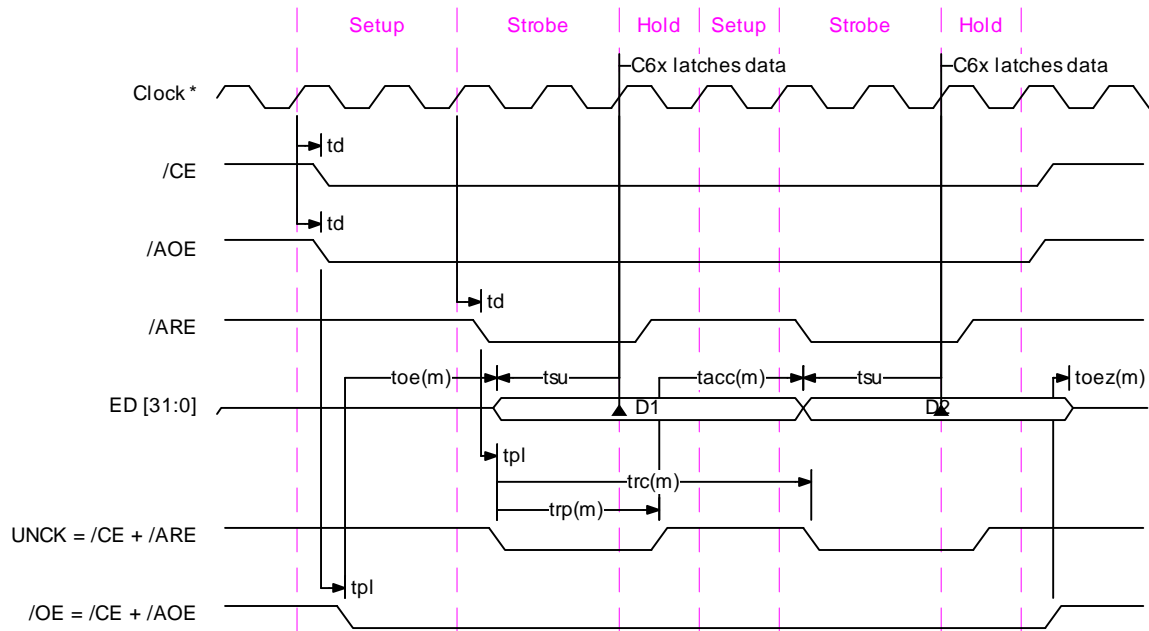 Setup Strobe Hold Setup Strobe Hold
C6x latches data C6x latches data
Clock *
td
/CE
td
/AOE
td
/ARE
toe(m) tsu tacc(m) tsu toez(m)
ED [31:0] D1 D2
tpl
trc(m)
trp(m)
UNCK = /CE + /ARE
tpl
/OE = /CE + /AOE